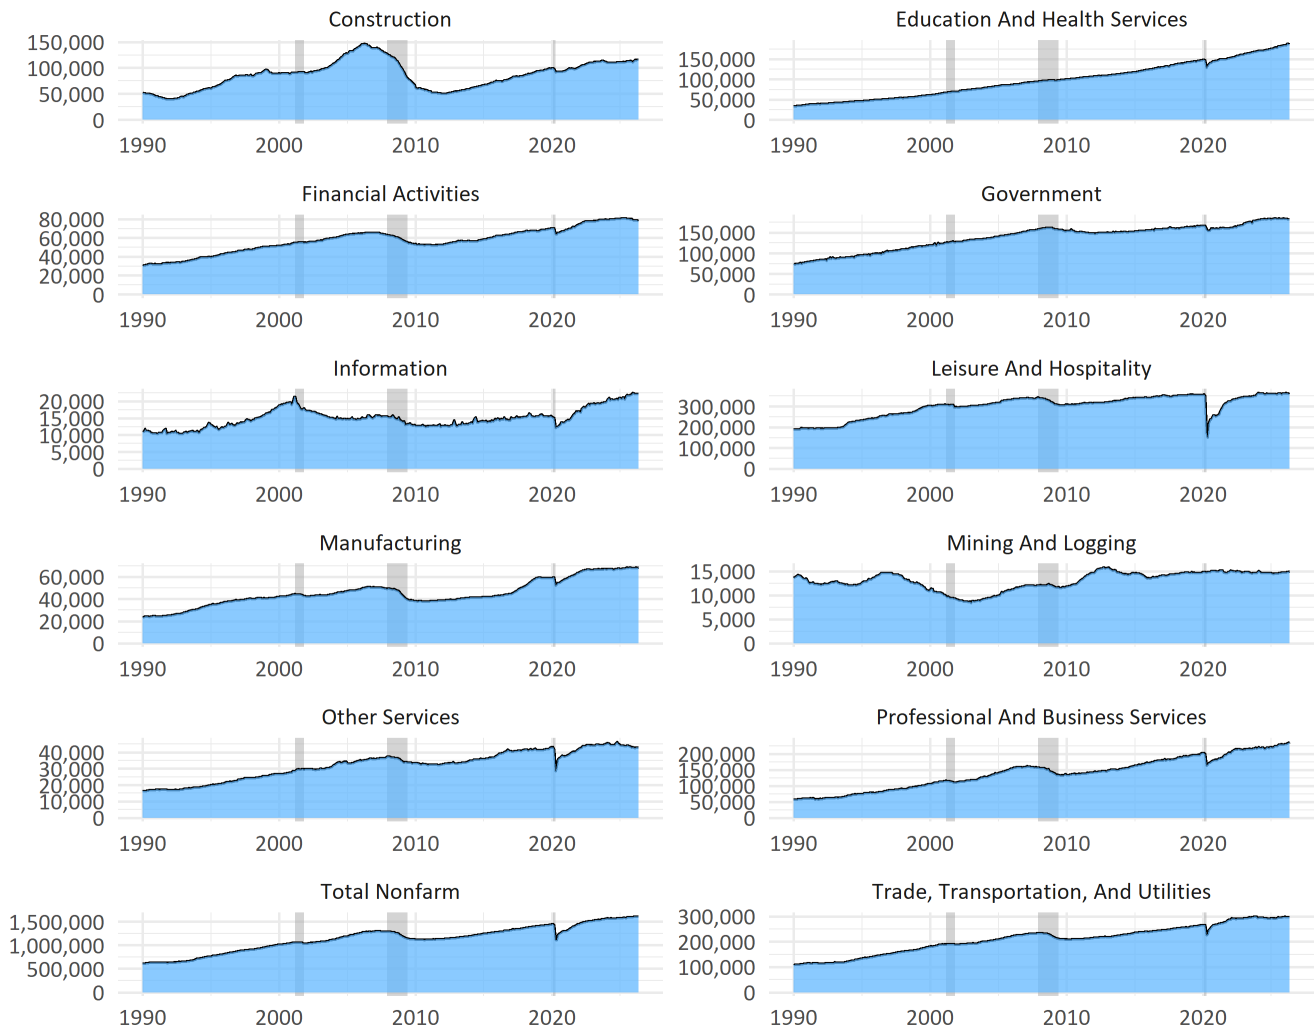 Construction
150,000
100,000
50,000
0
1990 2000 2010 2020
Education And Health Services
150,000
100,000
50,000
0
1990 2000 2010 2020
Financial Activities
80,000
60,000
40,000
20,000
0
1990 2000 2010 2020
Government
150,000
100,000
50,000
0
1990 2000 2010 2020
Information
20,000
15,000
10,000
5,000
0
1990 2000 2010 2020
Leisure And Hospitality
300,000
200,000
100,000
0
1990 2000 2010 2020
Manufacturing
60,000
40,000
20,000
0
1990 2000 2010 2020
Mining And Logging
15,000
10,000
5,000
0
1990 2000 2010 2020
Other Services
40,000
30,000
20,000
10,000
0
1990 2000 2010 2020
Professional And Business Services
200,000
150,000
100,000
50,000
0
1990 2000 2010 2020
Total Nonfarm
1,500,000
1,000,000
500,000
0
1990 2000 2010 2020
Trade, Transportation, And Utilities
300,000
200,000
100,000
0
1990 2000 2010 2020